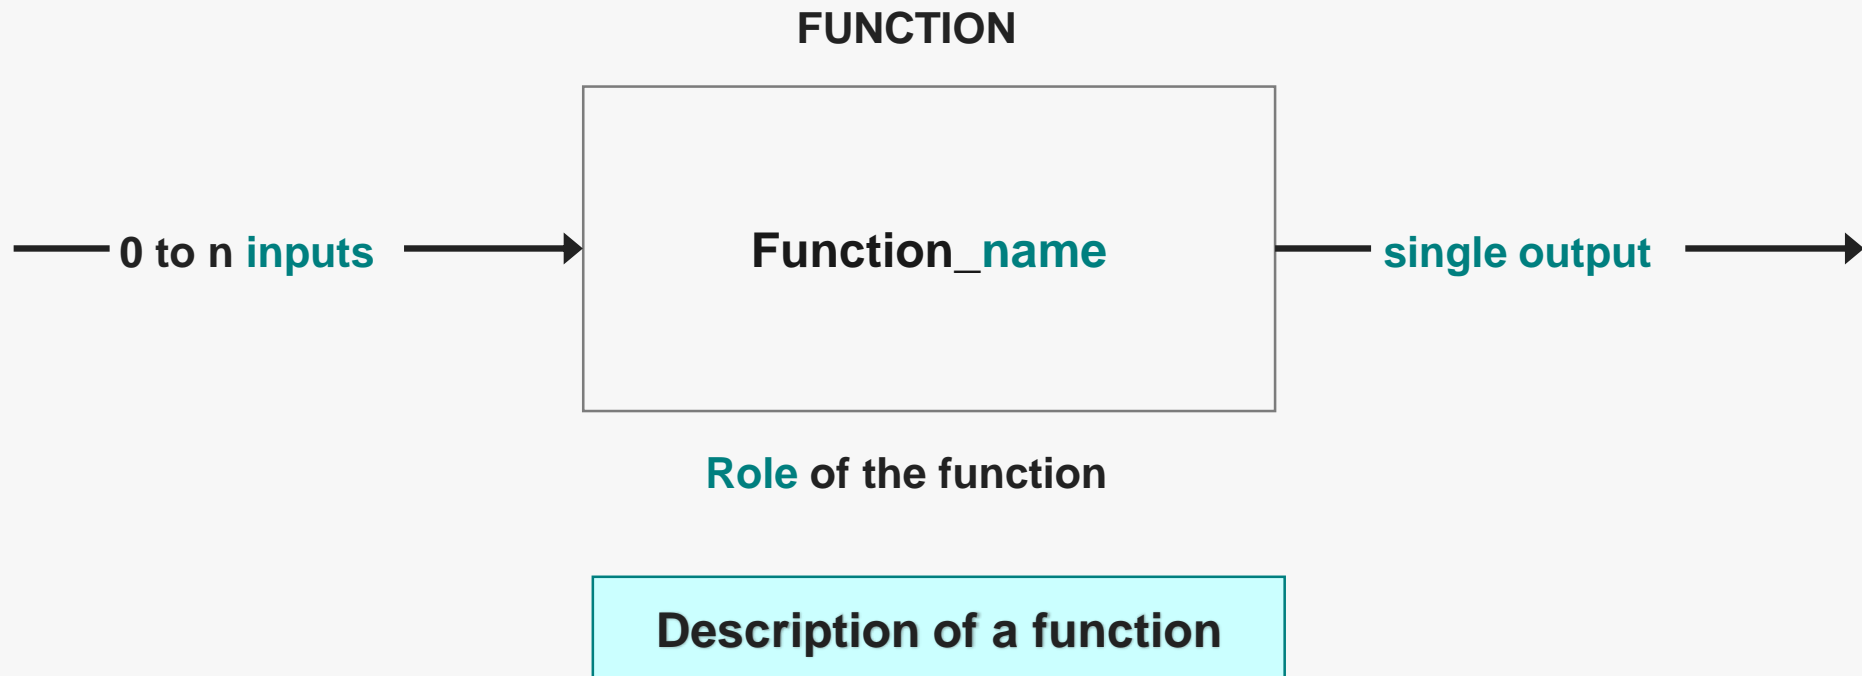 FUNCTION
0 to n inputs
Function_name
single output
Role of the function
Description of a function